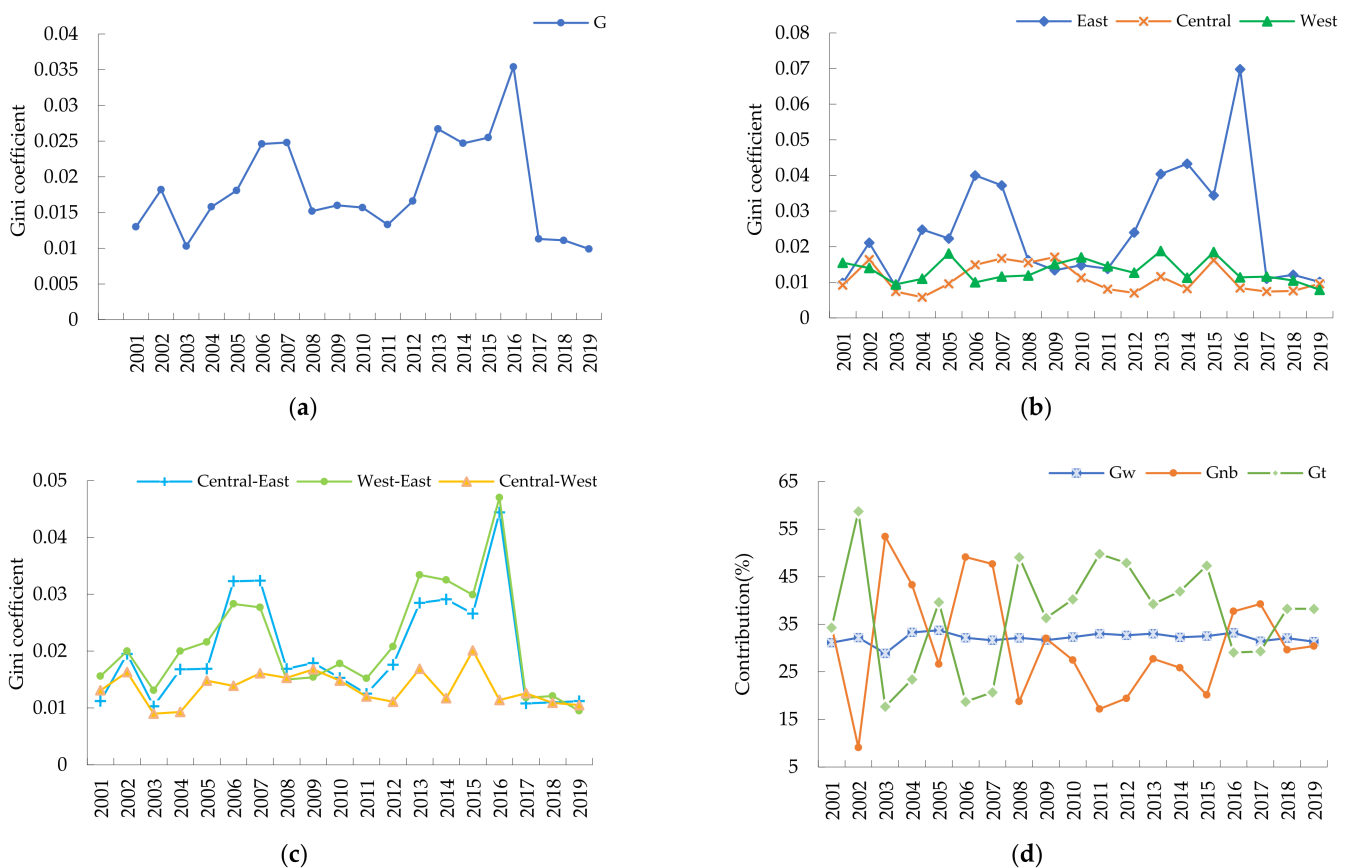 G
0.04
0.035
0.03
0.025
0.02
0.015
0.01
0.005
0
Gini coefficient
2001 2002 2003 2004 2005 2006 2007 2008 2009 2010 2011 2012 2013 2014 2015 2016 2017 2018 2019
(a)
East Central West
0.08
0.07
0.06
0.05
0.04
0.03
0.02
0.01
0
Gini coefficient
2001 2002 2003 2004 2005 2006 2007 2008 2009 2010 2011 2012 2013 2014 2015 2016 2017 2018 2019
(b)
Central-East West-East Central-West
0.05
0.04
0.03
0.02
0.01
0
Gini coefficient
2001 2002 2003 2004 2005 2006 2007 2008 2009 2010 2011 2012 2013 2014 2015 2016 2017 2018 2019
(c)
Gw Gnb Gt
65
55
45
35
25
15
5
Contribution(%)
2001 2002 2003 2004 2005 2006 2007 2008 2009 2010 2011 2012 2013 2014 2015 2016 2017 2018 2019
(d)